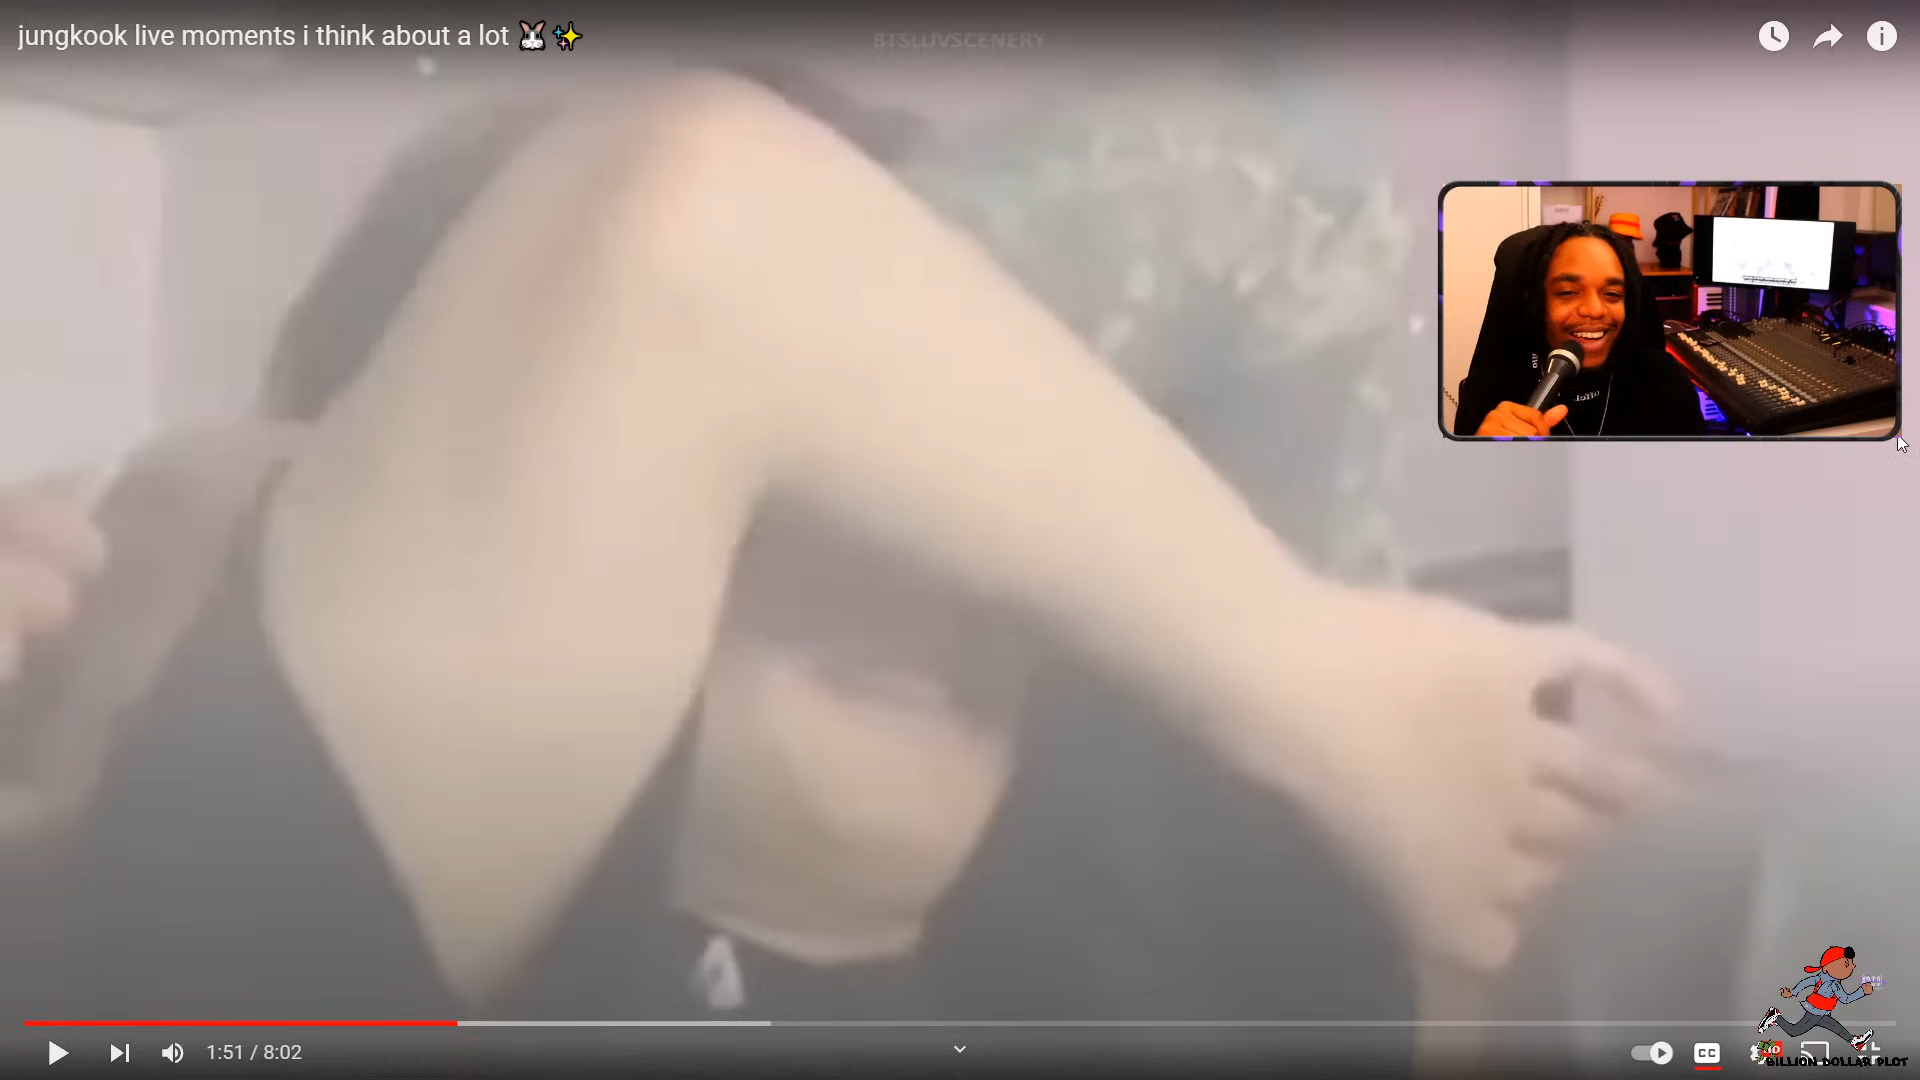 jungkook live moments i think about a lot 🐰✨
BTSLUVSCENERY
1:51 / 8:02
CC
BILLION DOLLAR PLOT